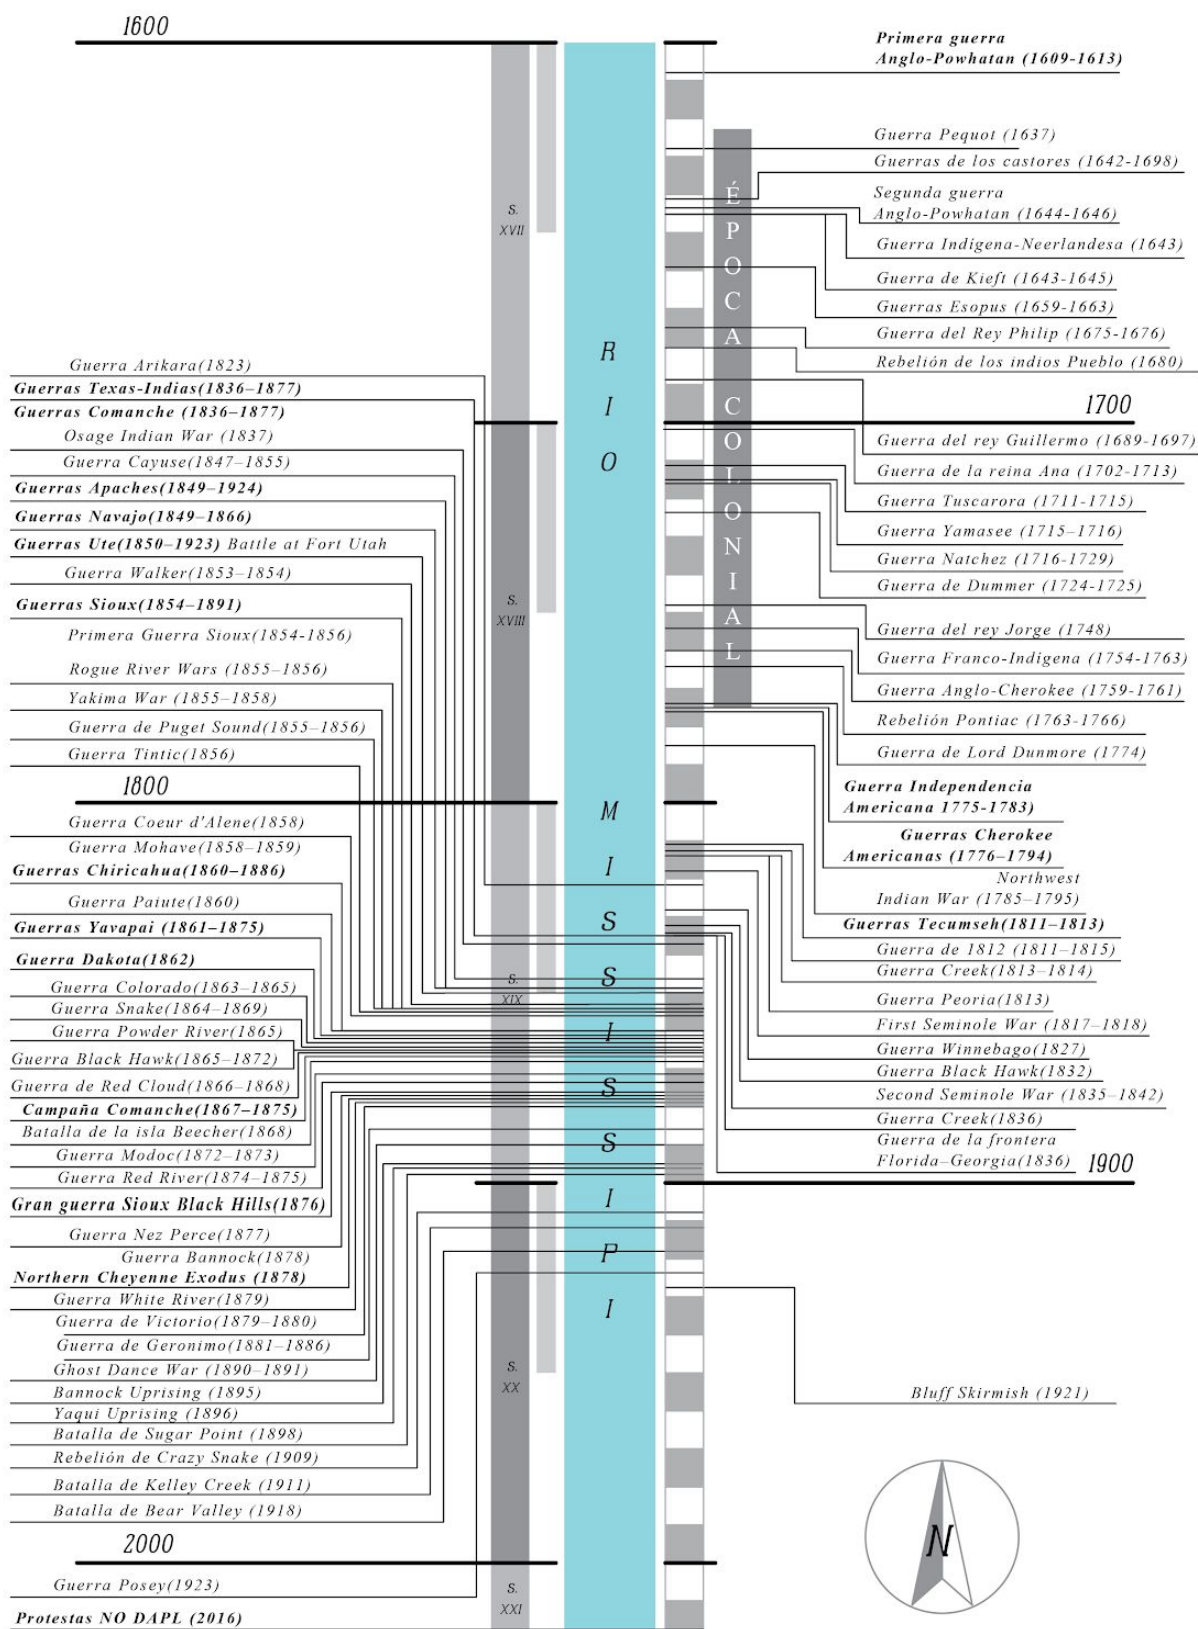 1600
Primera guerra
Anglo-Powhatan (1609-1613)
Guerra Pequot (1637)
Guerras de los castores (1642-1698)
Segunda guerra
Anglo-Powhatan (1644-1646)
Guerra Indígena-Neerlandesa (1643)
Guerra de Kieft (1643-1645)
Guerras Esopus (1659-1663)
Guerra del Rey Philip (1675-1676)
Rebelión de los indios Pueblo (1680)
1700
Guerra del rey Guillermo (1689-1697)
Guerra de la reina Ana (1702-1713)
Guerra Tuscarora (1711-1715)
Guerra Yamasee (1715–1716)
Guerra Natchez (1716-1729)
Guerra de Dummer (1724-1725)
Guerra del rey Jorge (1748)
Guerra Franco-Indígena (1754-1763)
Guerra Anglo-Cherokee (1759-1761)
Rebelión Pontiac (1763-1766)
Guerra de Lord Dunmore (1774)
Guerra Independencia
Americana 1775-1783)
Guerras Cherokee
Americanas (1776–1794)
Northwest
Indian War (1785–1795)
Guerras Tecumseh(1811–1813)
Guerra de 1812 (1811–1815)
Guerra Creek(1813–1814)
Guerra Peoria(1813)
First Seminole War (1817–1818)
Guerra Winnebago(1827)
Guerra Black Hawk(1832)
Second Seminole War (1835–1842)
Guerra Creek(1836)
Guerra de la frontera
Florida–Georgia(1836)
1900
Bluff Skirmish (1921)
N
ÉPOCA COLONIAL
RIO MISSISSIPI
S.
XVII
S.
XVIII
S.
XIX
S.
XX
S.
XXI
Guerra Arikara(1823)
Guerras Texas-Indias(1836–1877)
Guerras Comanche (1836–1877)
Osage Indian War (1837)
Guerra Cayuse(1847–1855)
Guerras Apaches(1849–1924)
Guerras Navajo(1849–1866)
Guerras Ute(1850–1923) Battle at Fort Utah
Guerra Walker(1853–1854)
Guerras Sioux(1854–1891)
Primera Guerra Sioux(1854-1856)
Rogue River Wars (1855–1856)
Yakima War (1855–1858)
Guerra de Puget Sound(1855–1856)
Guerra Tintic(1856)
1800
Guerra Coeur d'Alene(1858)
Guerra Mohave(1858–1859)
Guerras Chiricahua(1860–1886)
Guerra Paiute(1860)
Guerras Yavapai (1861–1875)
Guerra Dakota(1862)
Guerra Colorado(1863–1865)
Guerra Snake(1864–1869)
Guerra Powder River(1865)
Guerra Black Hawk(1865–1872)
Guerra de Red Cloud(1866–1868)
Campaña Comanche(1867–1875)
Batalla de la isla Beecher(1868)
Guerra Modoc(1872–1873)
Guerra Red River(1874–1875)
Gran guerra Sioux Black Hills(1876)
Guerra Nez Perce(1877)
Guerra Bannock(1878)
Northern Cheyenne Exodus (1878)
Guerra White River(1879)
Guerra de Victorio(1879–1880)
Guerra de Geronimo(1881–1886)
Ghost Dance War (1890–1891)
Bannock Uprising (1895)
Yaqui Uprising (1896)
Batalla de Sugar Point (1898)
Rebelión de Crazy Snake (1909)
Batalla de Kelley Creek (1911)
Batalla de Bear Valley (1918)
2000
Guerra Posey(1923)
Protestas NO DAPL (2016)